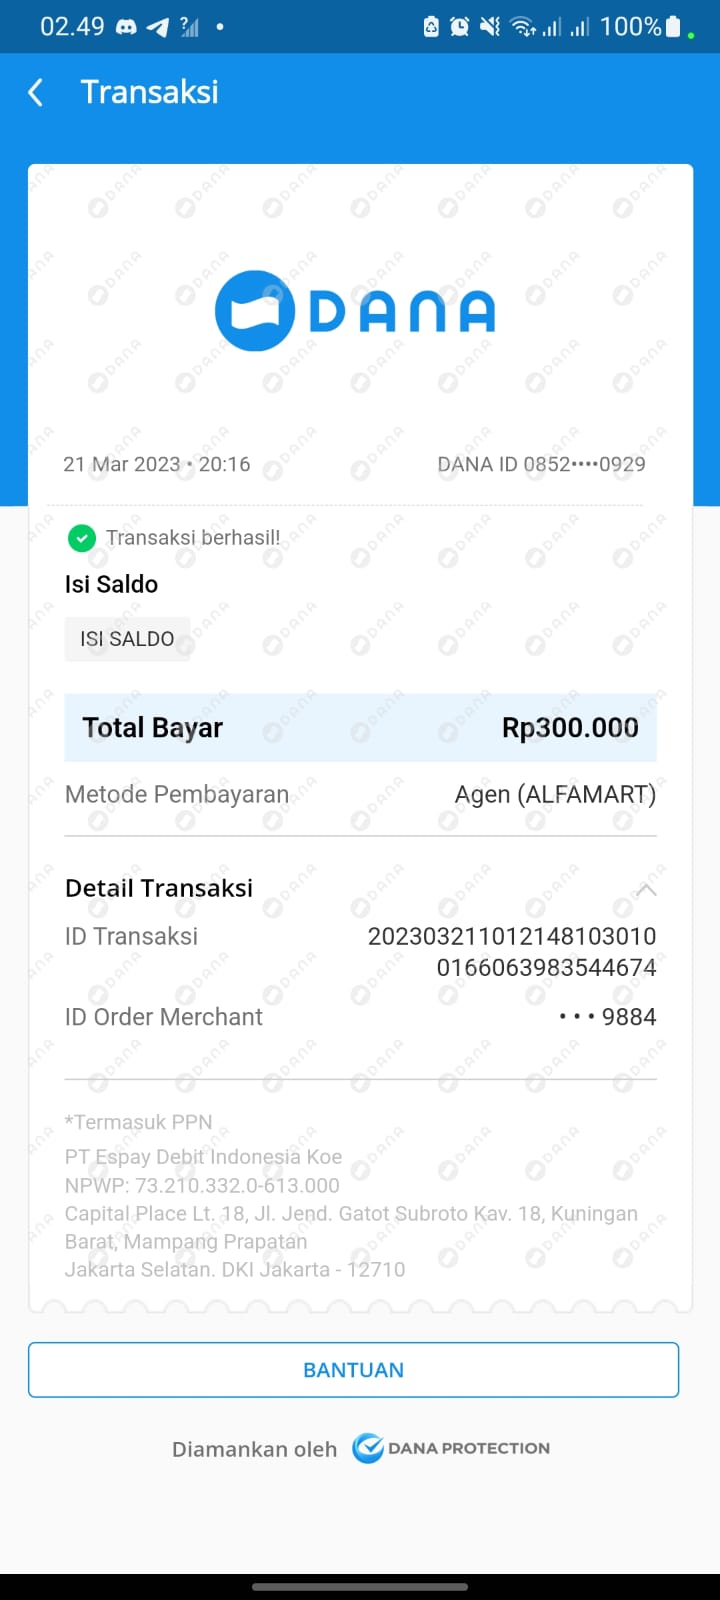 02.49
100%
Transaksi
DANA
21 Mar 2023 • 20:16
DANA ID 0852••••0929
Transaksi berhasil!
Isi Saldo
ISI SALDO
Total Bayar Rp300.000
Metode Pembayaran Agen (ALFAMART)
Detail Transaksi
ID Transaksi 202303211012148103010
0166063983544674
ID Order Merchant • • • 9884
*Termasuk PPN
PT Espay Debit Indonesia Koe
NPWP: 73.210.332.0-613.000
Capital Place Lt. 18, Jl. Jend. Gatot Subroto Kav. 18, Kuningan
Barat, Mampang Prapatan
Jakarta Selatan. DKI Jakarta - 12710
BANTUAN
Diamankan oleh DANA PROTECTION